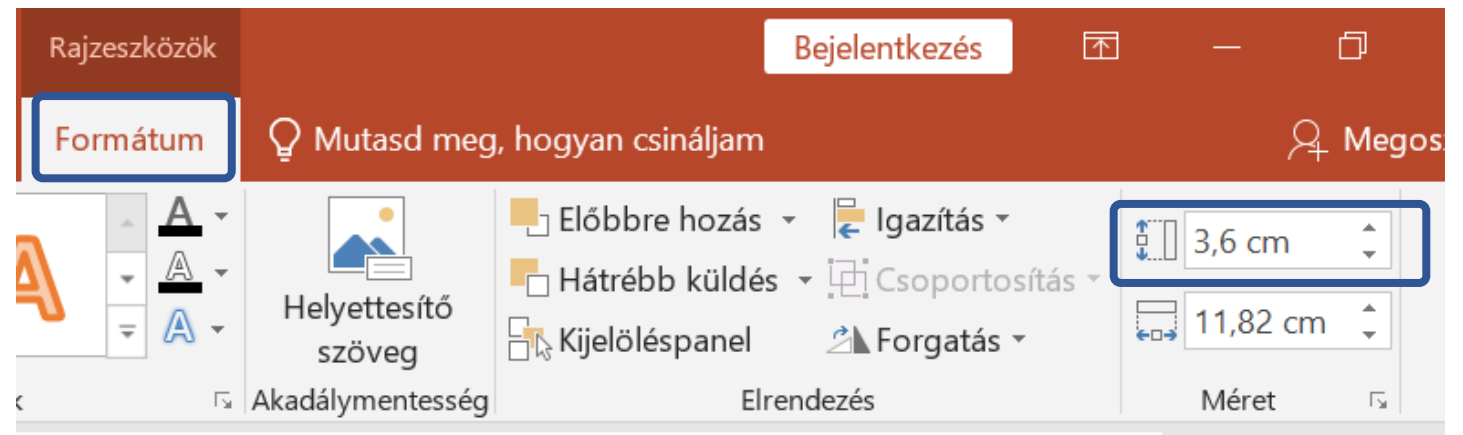 Rajzeszközök
Bejelentkezés
Formátum
Mutasd meg, hogyan csináljam
A
A
A
A
Helyettesítő
szöveg
Akadálymentesség
Előbbre hozás
Igazítás
Hátrébb küldés
Csoportosítás
Kijelöléspanel
Forgatás
Elrendezés
3,6 cm
11,82 cm
Méret